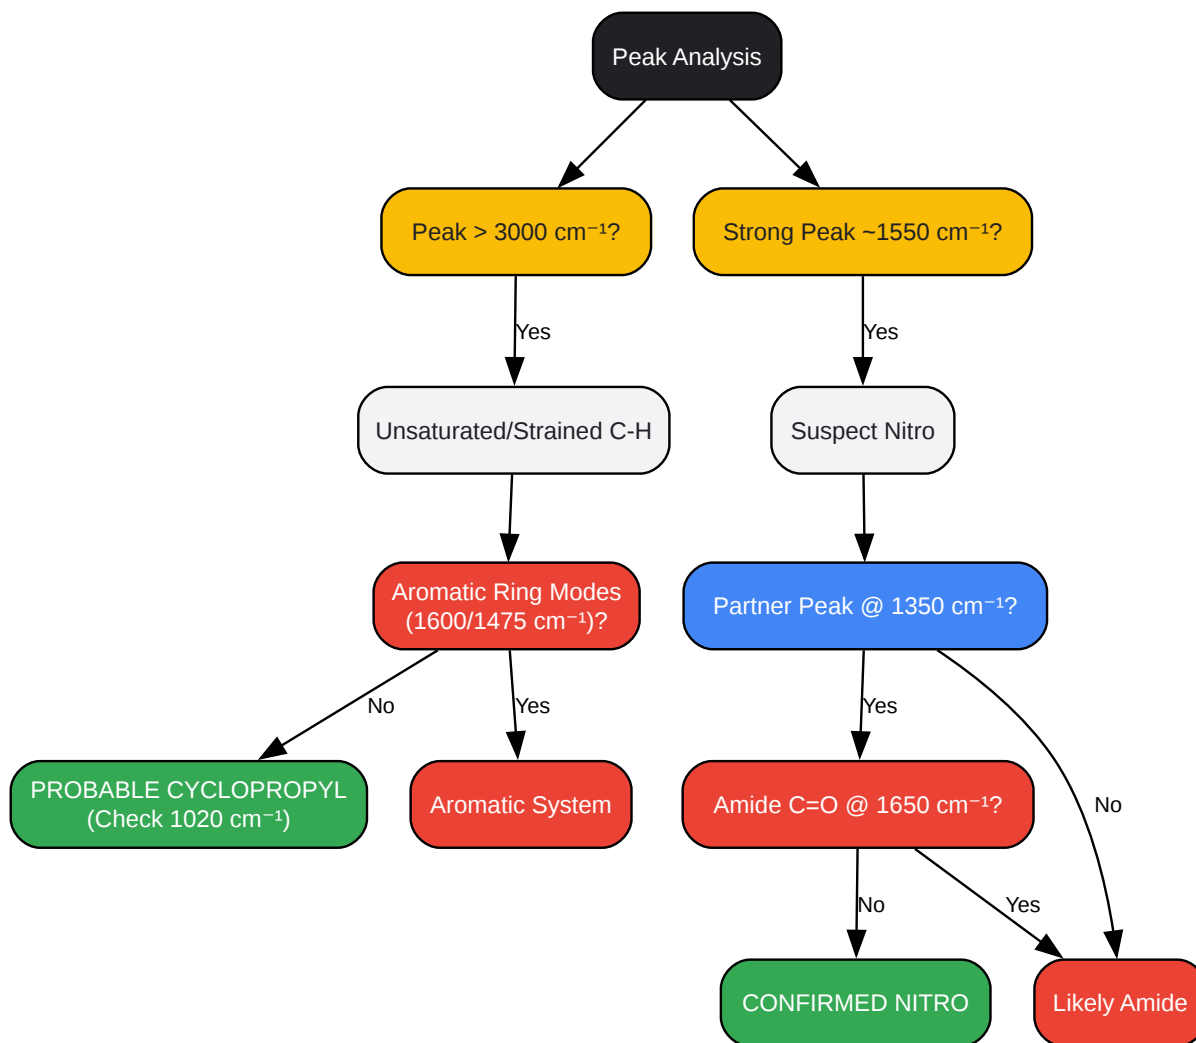 Peak Analysis
Peak > 3000 cm⁻¹?
Strong Peak ~1550 cm⁻¹?
Yes
Yes
Unsaturated/Strained C-H
Suspect Nitro
Aromatic Ring Modes
(1600/1475 cm⁻¹)?
Partner Peak @ 1350 cm⁻¹?
No
Yes
Yes
PROBABLE CYCLOPROPYL
(Check 1020 cm⁻¹)
Aromatic System
Amide C=O @ 1650 cm⁻¹?
No
No
Yes
CONFIRMED NITRO
Likely Amide